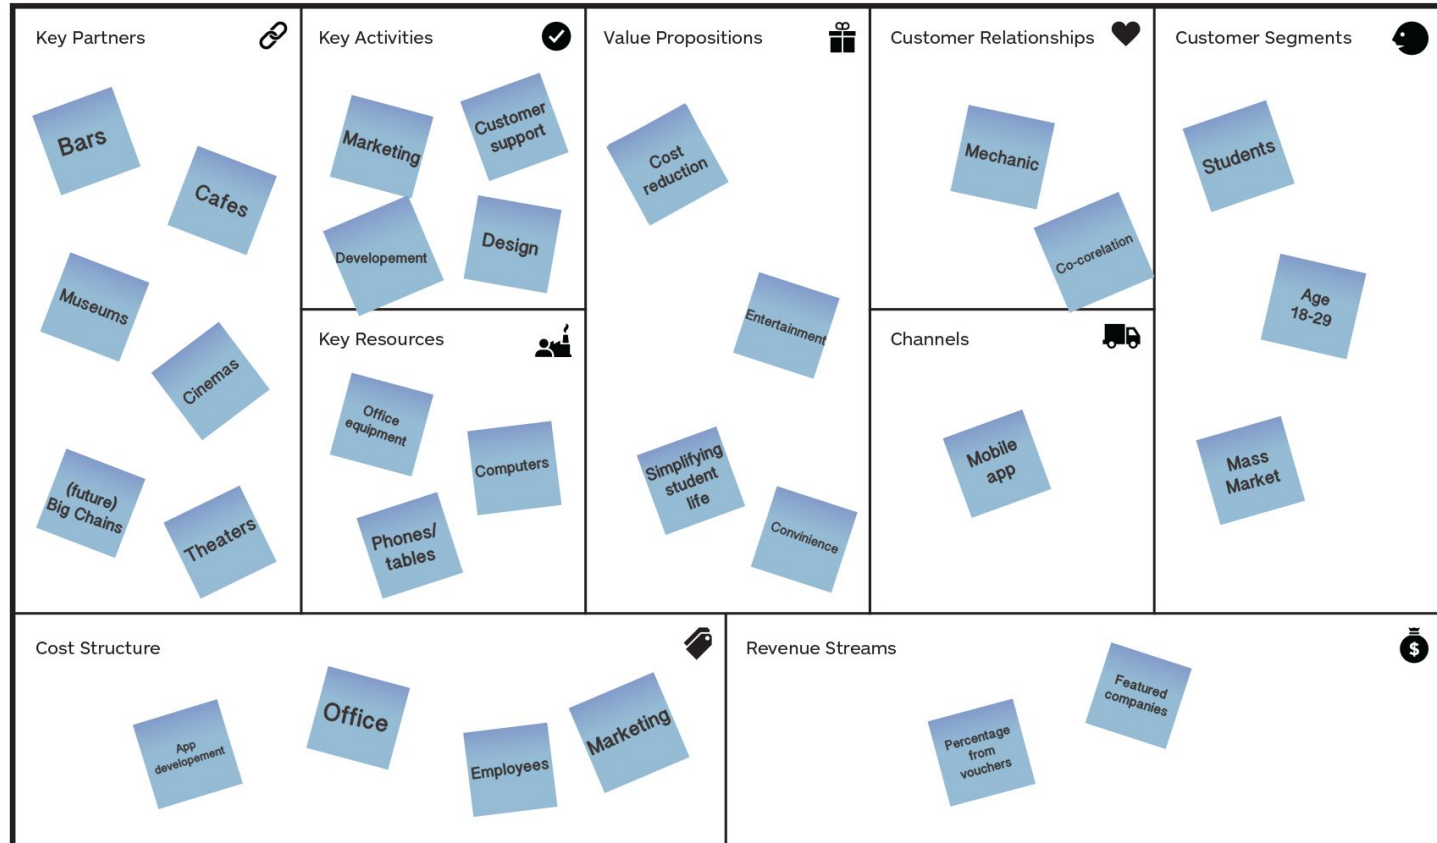 Key Partners
Bars
Cafes
Museums
Cinemas
(future)
Big Chains
Theaters
Key Activities
Marketing
Customer
support
Developement
Design
Key Resources
Office
equipment
Computers
Phones/
tables
Value Propositions
Cost
reduction
Entertainment
Simplifying
student
life
Convinience
Customer Relationships
Mechanic
Co-corelation
Channels
Mobile
app
Customer Segments
Students
Age
18-29
Mass
Market
Cost Structure
App
developement
Office
Employees
Marketing
Revenue Streams
Percentage
from
vouchers
Featured
companies
$